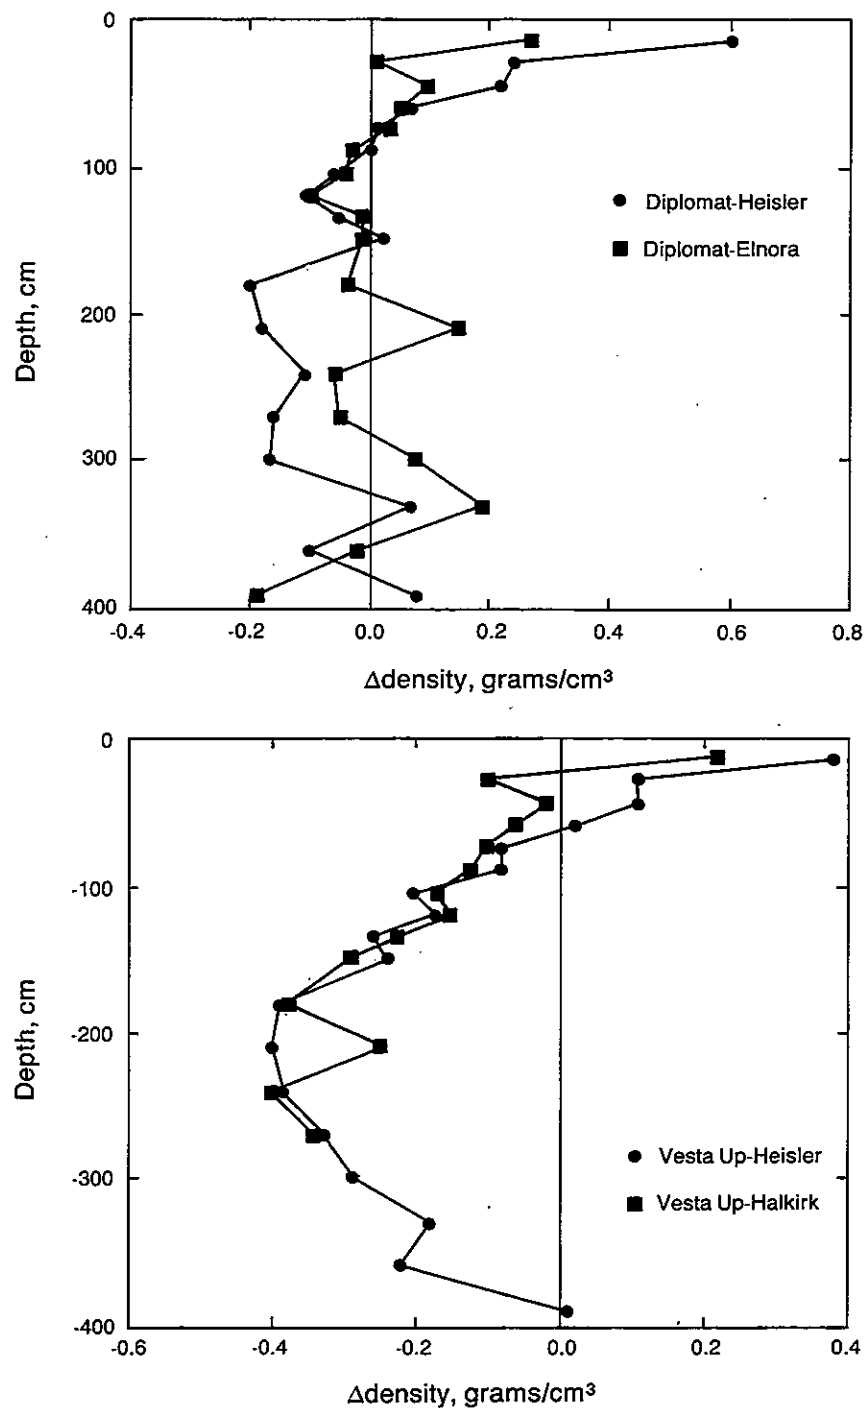 0
100
200
300
400
Depth, cm
Diplomat-Heisler
Diplomat-Elnora
-0.4
-0.2
0.0
0.2
0.4
0.6
0.8
Δdensity, grams/cm³
0
-100
-200
-300
-400
Depth, cm
Vesta Up-Heisler
Vesta Up-Halkirk
-0.6
-0.4
-0.2
0.0
0.2
0.4
Δdensity, grams/cm³